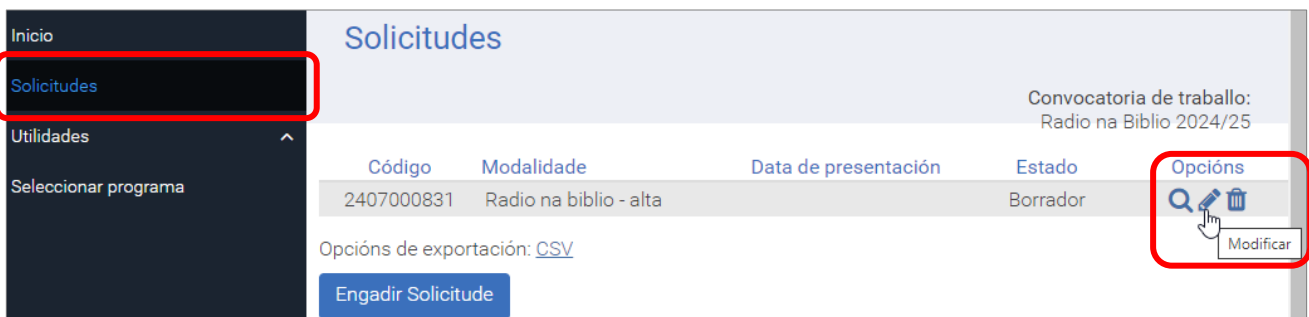 Inicio
Solicitudes
Utilidades
Seleccionar programa
Solicitudes
Convocatoria de traballo:
Radio na Biblio 2024/25
Código Modalidade Data de presentación Estado Opcións
2407000831 Radio na biblio - alta Borrador
Modificar
Opcións de exportación: CSV
Engadir Solicitude